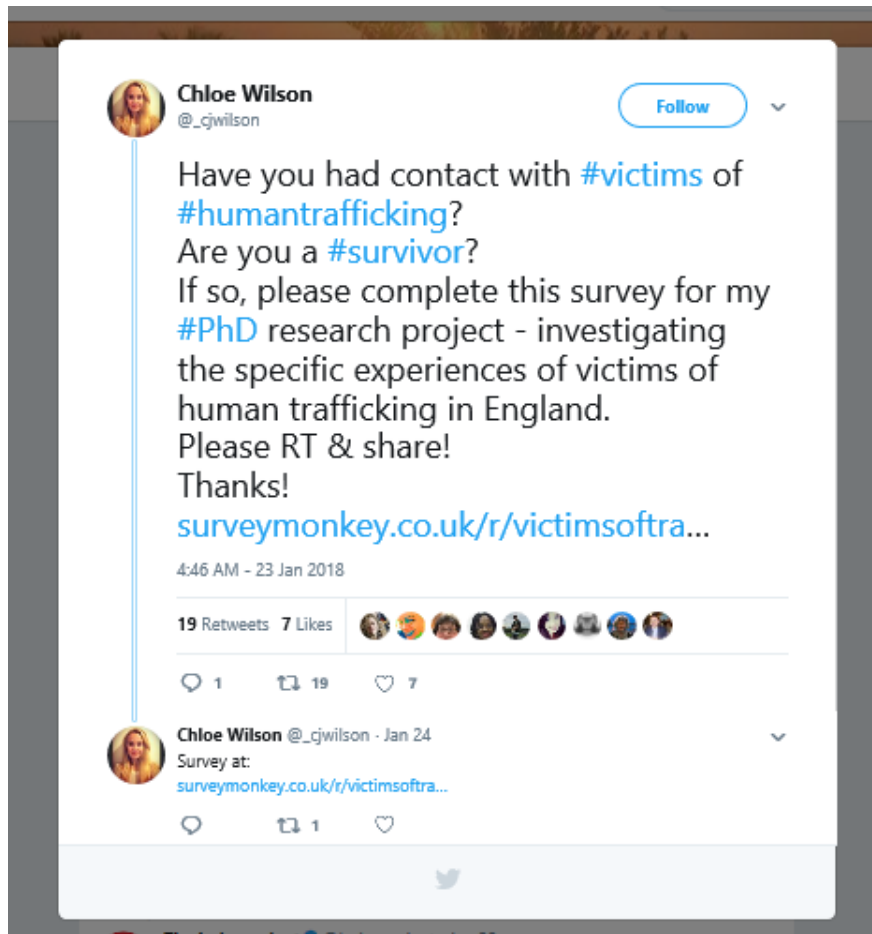 Chloe Wilson
@_cjwilson
Follow
Have you had contact with #victims of
#humantrafficking?
Are you a #survivor?
If so, please complete this survey for my
#PhD research project - investigating
the specific experiences of victims of
human trafficking in England.
Please RT & share!
Thanks!
surveymonkey.co.uk/r/victimsoftra...
4:46 AM - 23 Jan 2018
19 Retweets 7 Likes
1 19 7
Chloe Wilson @_cjwilson · Jan 24
Survey at:
surveymonkey.co.uk/r/victimsoftra...
1